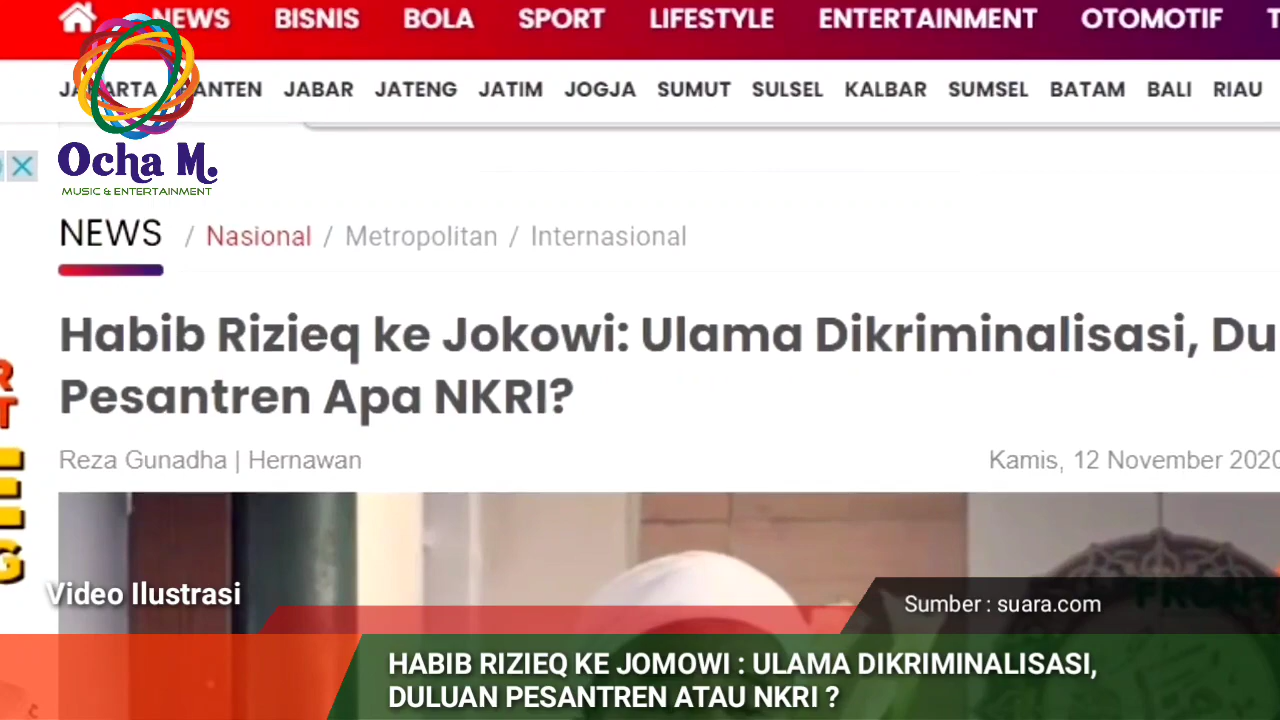 NEWS BISNIS BOLA SPORT LIFESTYLE ENTERTAINMENT OTOMOTIF T
JAKARTA BANTEN JABAR JATENG JATIM JOGJA SUMUT SULSEL KALBAR SUMSEL BATAM BALI RIAU
Ocha M.
MUSIC & ENTERTAINMENT
NEWS / Nasional / Metropolitan / Internasional
Habib Rizieq ke Jokowi: Ulama Dikriminalisasi, Du
Pesantren Apa NKRI?
Reza Gunadha | Hernawan
Kamis, 12 November 2020
Video Ilustrasi
Sumber : suara.com
HABIB RIZIEQ KE JOMOWI : ULAMA DIKRIMINALISASI,
DULUAN PESANTREN ATAU NKRI ?